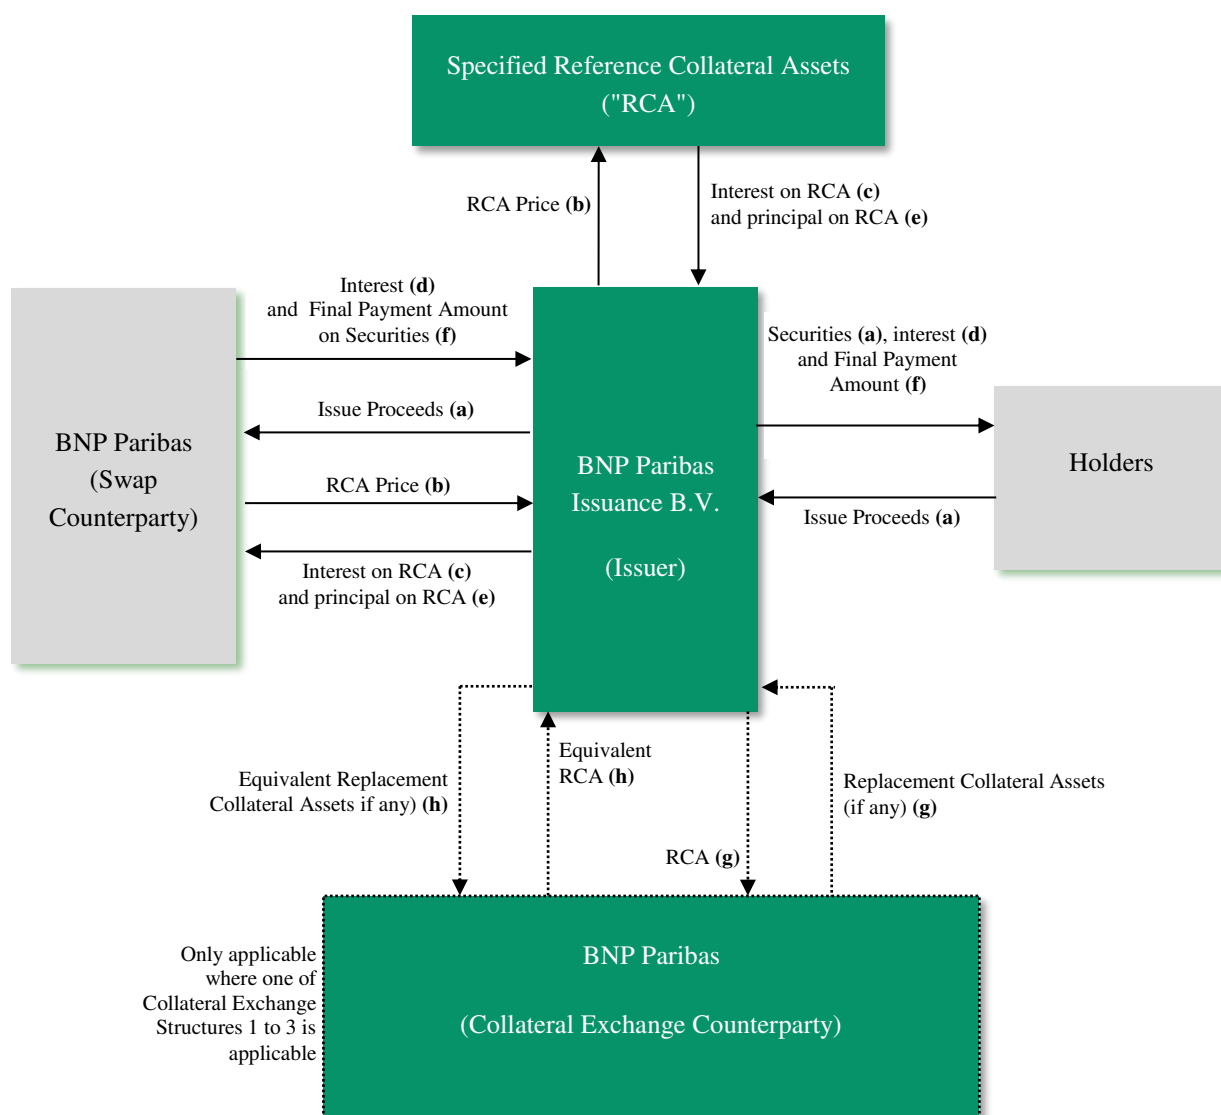 Specified Reference Collateral Assets
("RCA")
RCA Price (b)
Interest on RCA (c)
and principal on RCA (e)
Interest (d)
and Final Payment Amount
on Securities (f)
Securities (a), interest (d)
and Final Payment
Amount (f)
Issue Proceeds (a)
BNP Paribas
(Swap
Counterparty)
BNP Paribas
Issuance B.V.
(Issuer)
Holders
RCA Price (b)
Issue Proceeds (a)
Interest on RCA (c)
and principal on RCA (e)
Equivalent
RCA (h)
Equivalent Replacement
Collateral Assets if any) (h)
Replacement Collateral Assets
(if any) (g)
RCA (g)
Only applicable
where one of
Collateral Exchange
Structures 1 to 3 is
applicable
BNP Paribas
(Collateral Exchange Counterparty)